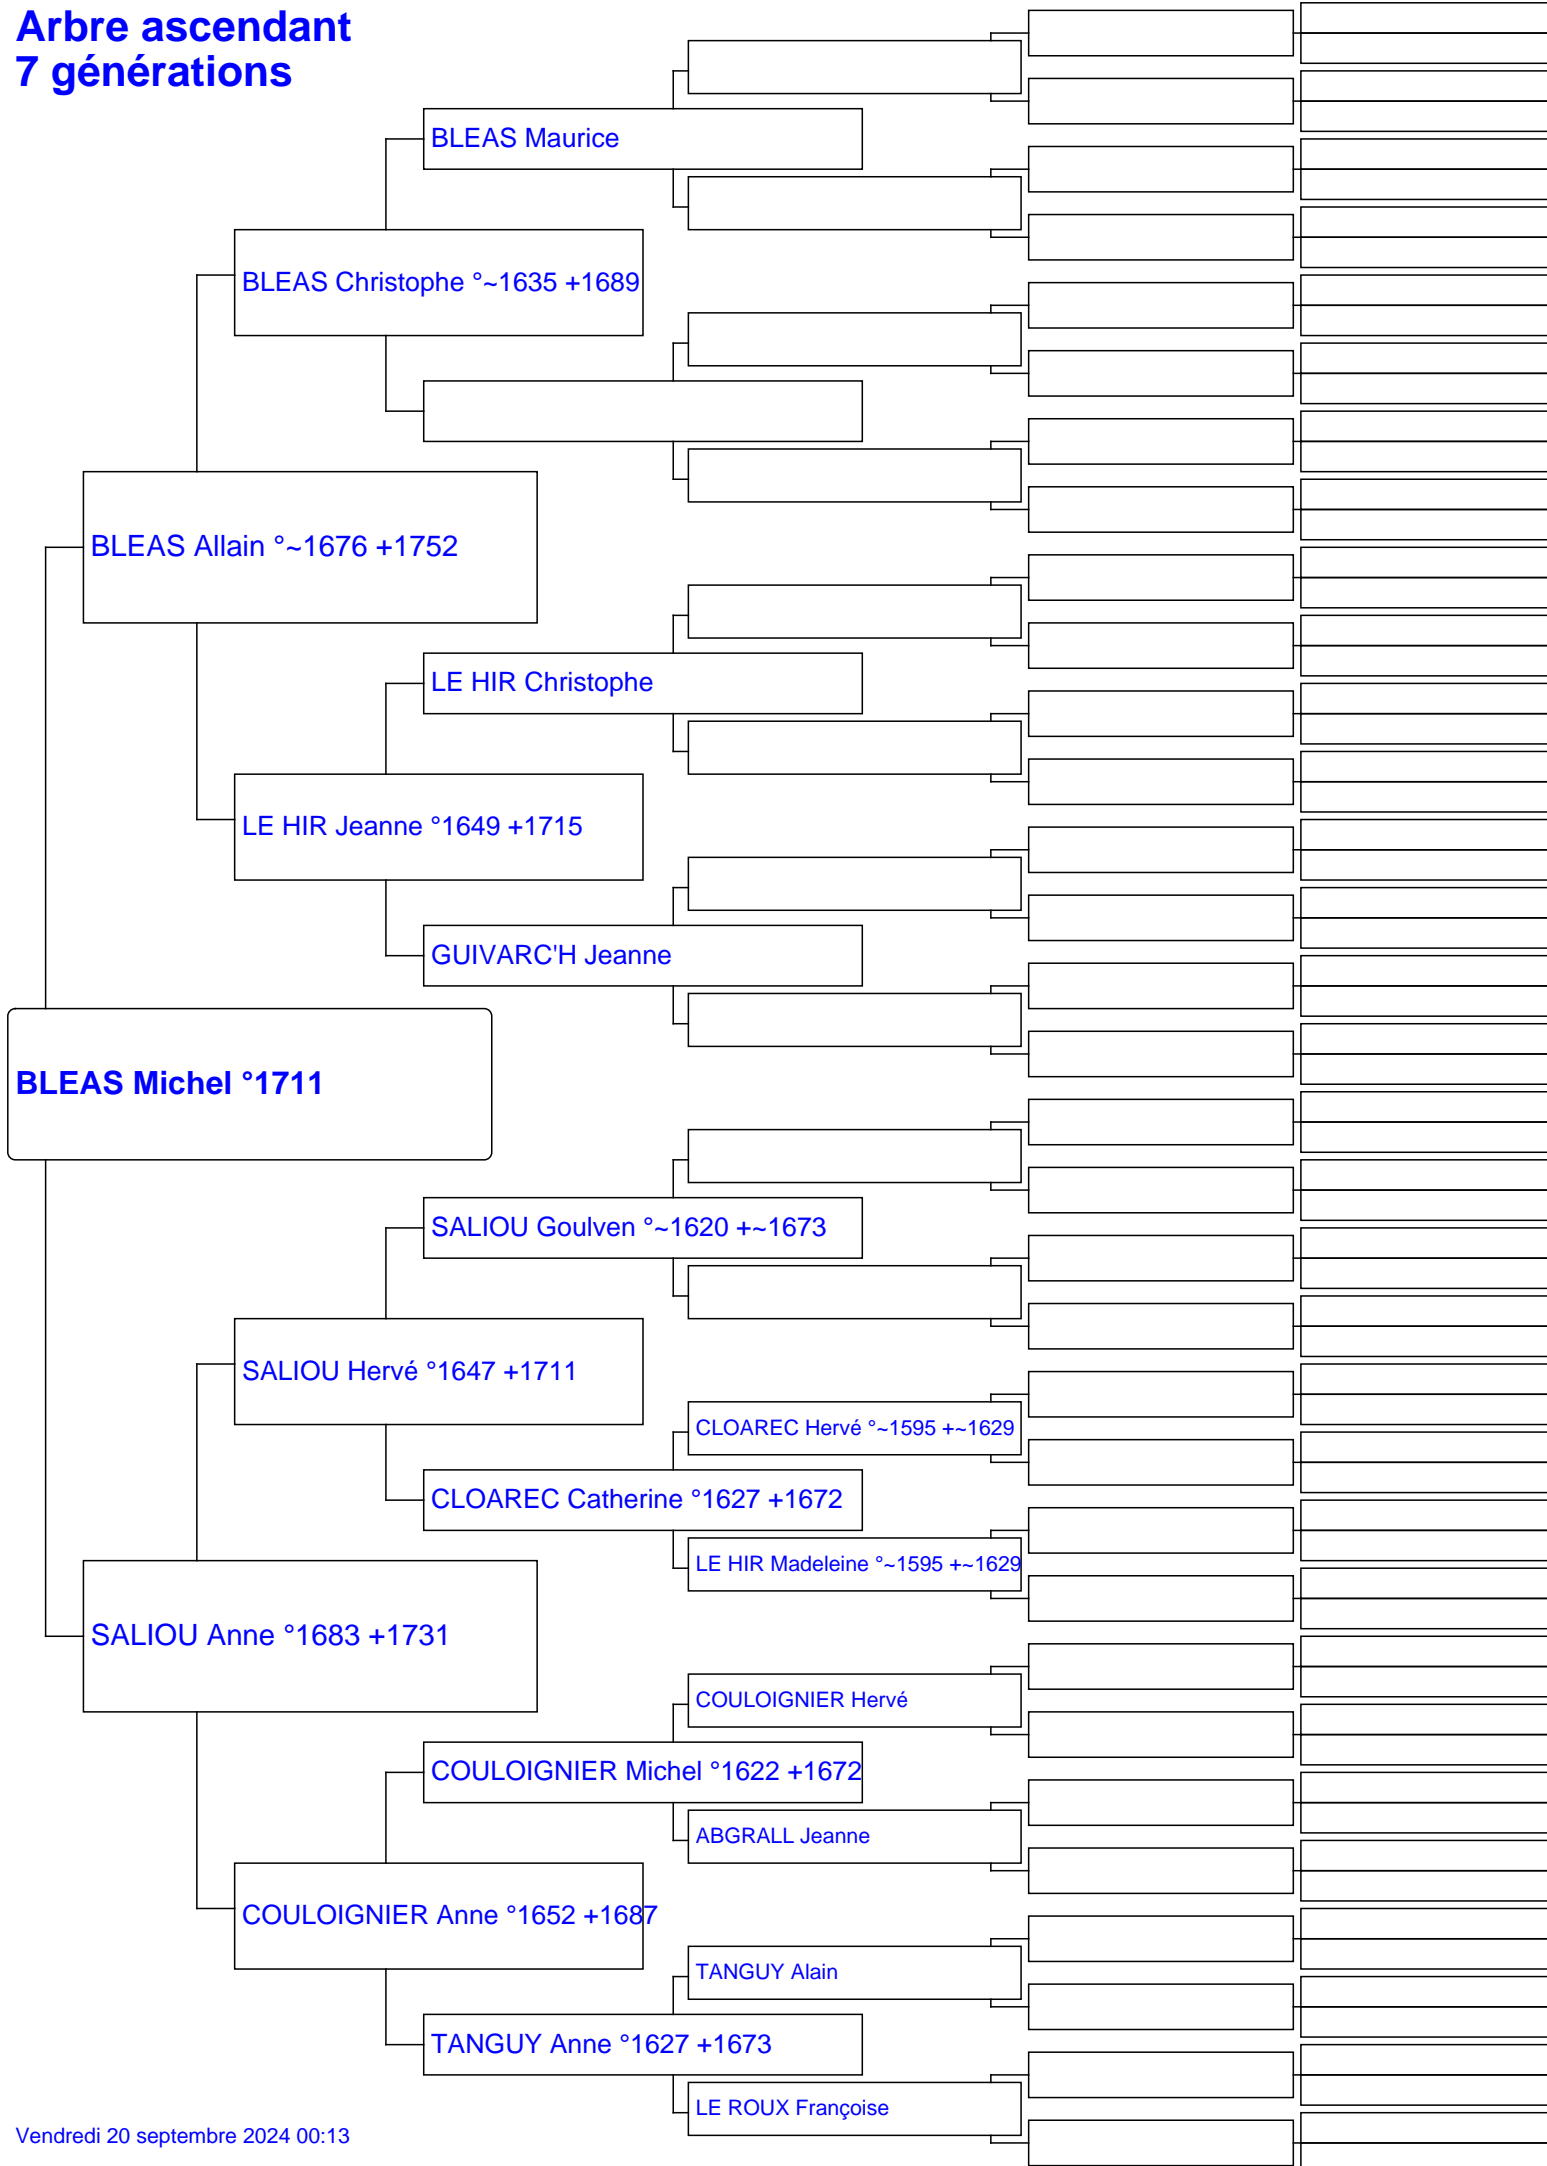 Arbre ascendant
7 générations
BLEAS Maurice
BLEAS Christophe °~1635 +1689
BLEAS Allain °~1676 +1752
LE HIR Christophe
LE HIR Jeanne °1649 +1715
GUIVARC'H Jeanne
BLEAS Michel °1711
SALIOU Goulven °~1620 +~1673
SALIOU Hervé °1647 +1711
CLOAREC Hervé °~1595 +~1629
CLOAREC Catherine °1627 +1672
LE HIR Madeleine °~1595 +~1629
SALIOU Anne °1683 +1731
COULOIGNIER Hervé
COULOIGNIER Michel °1622 +1672
ABGRALL Jeanne
COULOIGNIER Anne °1652 +1687
TANGUY Alain
TANGUY Anne °1627 +1673
LE ROUX Françoise
Vendredi 20 septembre 2024 00:13